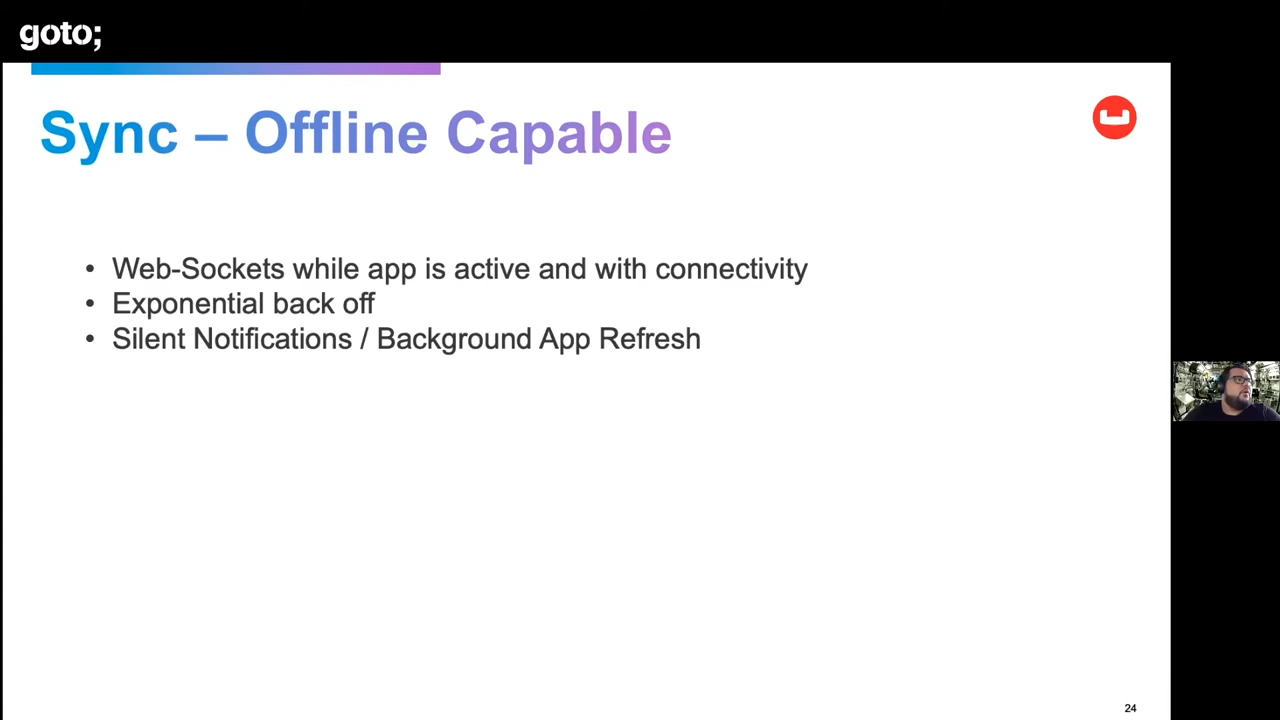 goto;
Sync – Offline Capable
• Web-Sockets while app is active and with connectivity
• Exponential back off
• Silent Notifications / Background App Refresh
24